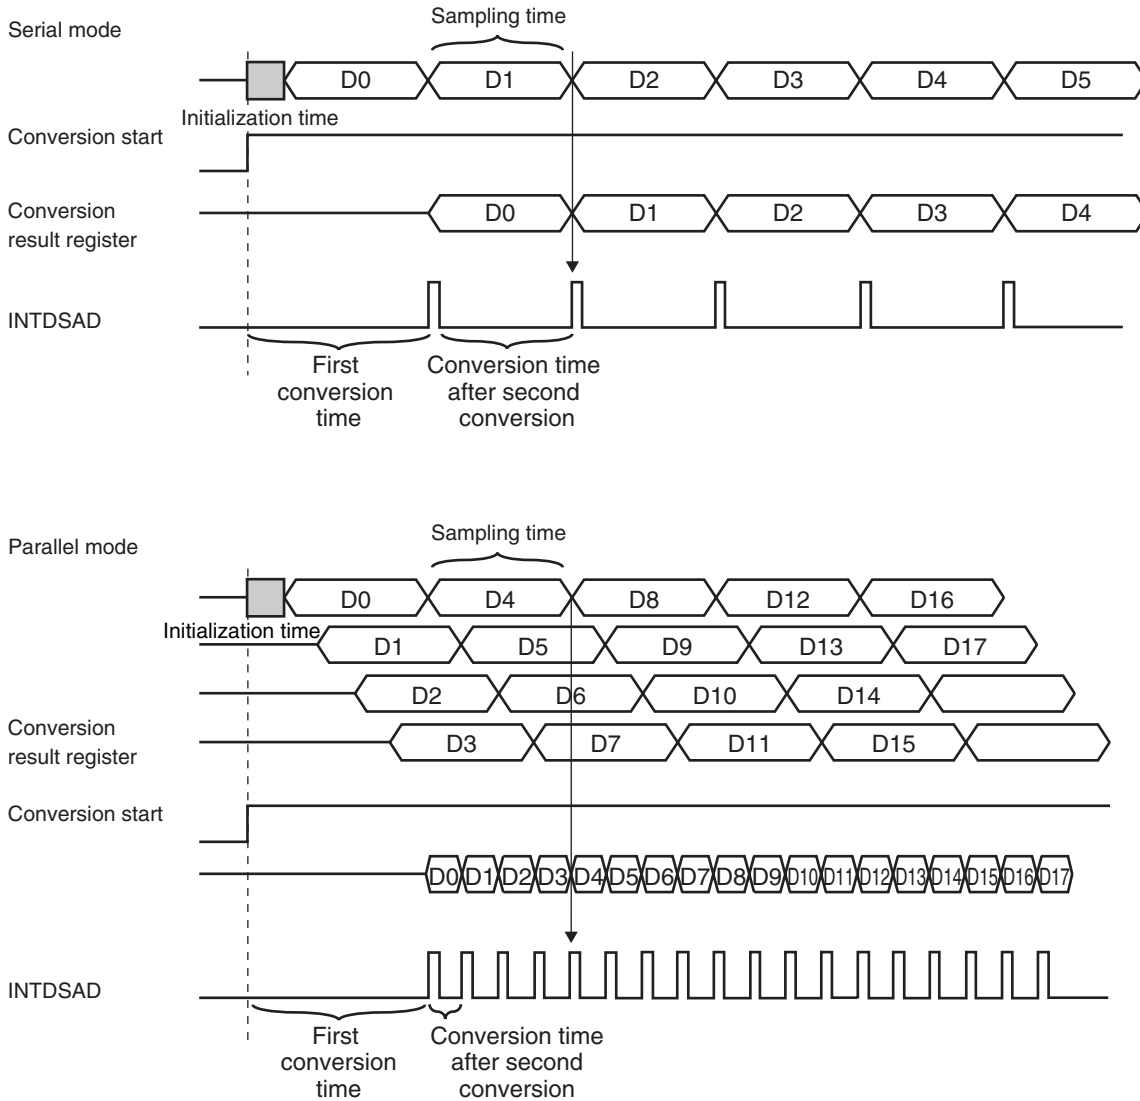 Sampling time
Serial mode
D0 D1 D2 D3 D4 D5
Initialization time
Conversion start
Conversion
result register
D0 D1 D2 D3 D4
INTDSAD
First
conversion
time
Conversion time
after second
conversion
Sampling time
Parallel mode
D0 D4 D8 D12 D16
Initialization time
D1 D5 D9 D13 D17
D2 D6 D10 D14
Conversion
result register
D3 D7 D11 D15
Conversion start
D0 D1 D2 D3 D4 D5 D6 D7 D8 D9 D10 D11 D12 D13 D14 D15 D16 D17
INTDSAD
First
conversion
time
Conversion time
after second
conversion